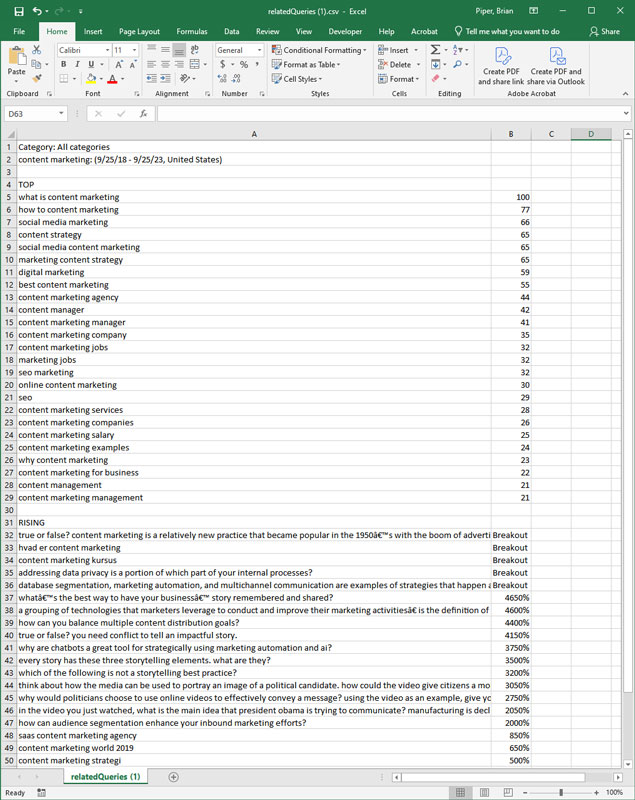 relatedQueries (1).csv - Excel
Piper, Brian
File Home Insert Page Layout Formulas Data Review View Developer Help Acrobat Tell me what you want to do Share
Paste
Calibri 11
B I U
General
$ % ,
Conditional Formatting
Format as Table
Cell Styles
Insert
Delete
Format
Create PDF and share link
Create PDF and share via Outlook
Clipboard Font Alignment Number Styles Cells Editing Adobe Acrobat
D63 fx
A B C D
1 Category: All categories
2 content marketing: (9/25/18 - 9/25/23, United States)
3
4 TOP
5 what is content marketing 100
6 how to content marketing 77
7 social media marketing 66
8 content strategy 65
9 social media content marketing 65
10 marketing content strategy 65
11 digital marketing 59
12 best content marketing 55
13 content marketing agency 44
14 content manager 42
15 content marketing manager 41
16 content marketing company 35
17 content marketing jobs 32
18 marketing jobs 32
19 seo marketing 32
20 online content marketing 30
21 seo 29
22 content marketing services 28
23 content marketing companies 26
24 content marketing salary 25
25 content marketing examples 24
26 why content marketing 23
27 content marketing for business 22
28 content management 21
29 content marketing management 21
30
31 RISING
32 true or false? content marketing is a relatively new practice that became popular in the 1950â€™s with the boom of adverti Breakout
33 hvad er content marketing Breakout
34 content marketing kursus Breakout
35 addressing data privacy is a portion of which part of your internal processes? Breakout
36 database segmentation, marketing automation, and multichannel communication are examples of strategies that happen a Breakout
37 whatâ€™s the best way to have your businessâ€™ story remembered and shared? 4650%
38 a grouping of technologies that marketers leverage to conduct and improve their marketing activitiesâ€ is the definition of 4600%
39 how can you balance multiple content distribution goals? 4400%
40 true or false? you need conflict to tell an impactful story. 4150%
41 why are chatbots a great tool for strategically using marketing automation and ai? 3750%
42 every story has these three storytelling elements. what are they? 3500%
43 which of the following is not a storytelling best practice? 3200%
44 think about how the media can be used to portray an image of a political candidate. how could the video give citizens a mo 3050%
45 why would politicians choose to use online videos to effectively convey a message? using the video as an example, give yo 2750%
46 in the video you just watched, what is the main idea that president obama is trying to communicate? manufacturing is decl 2050%
47 how can audience segmentation enhance your inbound marketing efforts? 2000%
48 saas content marketing agency 850%
49 content marketing world 2019 650%
50 content marketing strategi 500%
relatedQueries (1)
Ready 100%